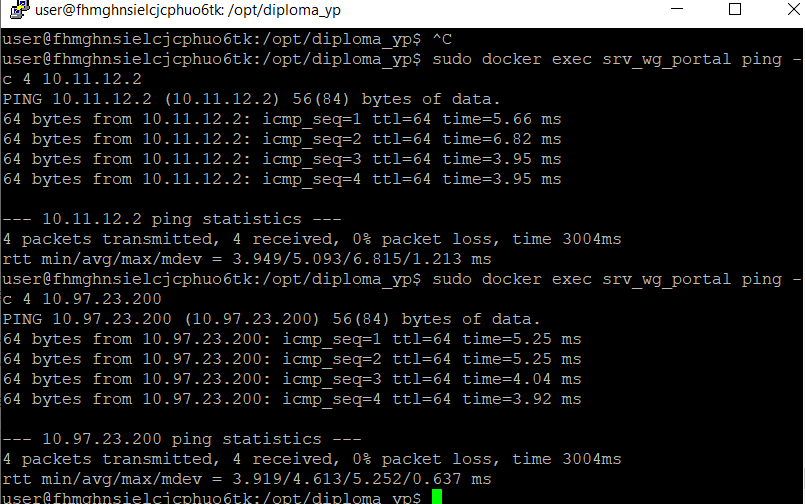 user@fhmghnsielcjcphuo6tk: /opt/diploma_yp
user@fhmghnsielcjcphuo6tk:/opt/diploma_yp$ ^C
user@fhmghnsielcjcphuo6tk:/opt/diploma_yp$ sudo docker exec srv_wg_portal ping -
c 4 10.11.12.2
PING 10.11.12.2 (10.11.12.2) 56(84) bytes of data.
64 bytes from 10.11.12.2: icmp_seq=1 ttl=64 time=5.66 ms
64 bytes from 10.11.12.2: icmp_seq=2 ttl=64 time=6.82 ms
64 bytes from 10.11.12.2: icmp_seq=3 ttl=64 time=3.95 ms
64 bytes from 10.11.12.2: icmp_seq=4 ttl=64 time=3.95 ms
--- 10.11.12.2 ping statistics ---
4 packets transmitted, 4 received, 0% packet loss, time 3004ms
rtt min/avg/max/mdev = 3.949/5.093/6.815/1.213 ms
user@fhmghnsielcjcphuo6tk:/opt/diploma_yp$ sudo docker exec srv_wg_portal ping -
c 4 10.97.23.200
PING 10.97.23.200 (10.97.23.200) 56(84) bytes of data.
64 bytes from 10.97.23.200: icmp_seq=1 ttl=64 time=5.25 ms
64 bytes from 10.97.23.200: icmp_seq=2 ttl=64 time=5.25 ms
64 bytes from 10.97.23.200: icmp_seq=3 ttl=64 time=4.04 ms
64 bytes from 10.97.23.200: icmp_seq=4 ttl=64 time=3.92 ms
--- 10.97.23.200 ping statistics ---
4 packets transmitted, 4 received, 0% packet loss, time 3004ms
rtt min/avg/max/mdev = 3.919/4.613/5.252/0.637 ms
user@fhmghnsielcjcphuo6tk:/opt/diploma_yp$